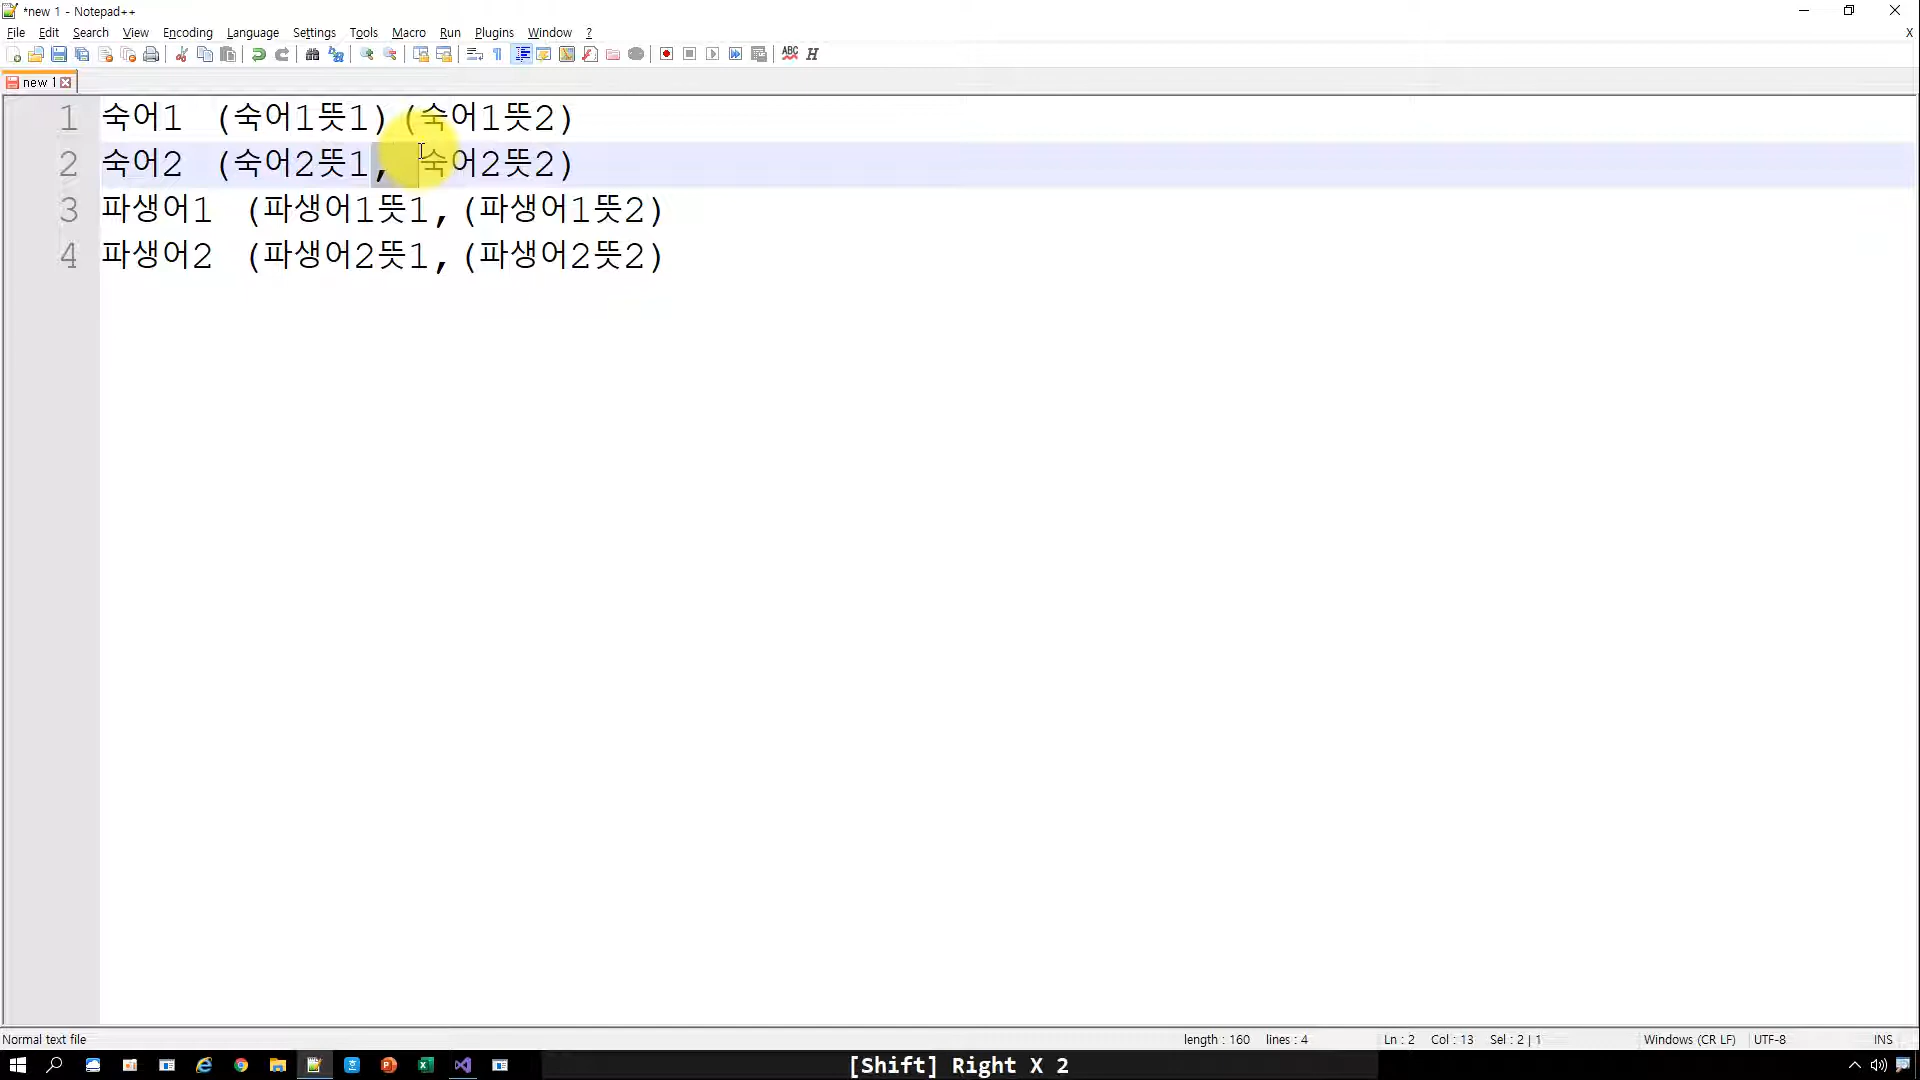 *new 1 - Notepad++
File Edit Search View Encoding Language Settings Tools Macro Run Plugins Window ? X
new 1
1 숙어1 (숙어1뜻1)(숙어1뜻2)
2 숙어2 (숙어2뜻1, 숙어2뜻2)
3 파생어1 (파생어1뜻1,(파생어1뜻2)
4 파생어2 (파생어2뜻1,(파생어2뜻2)
Normal text file length : 160 lines : 4 Ln : 2 Col : 13 Sel : 2 | 1 Windows (CR LF) UTF-8 INS
[Shift] Right X 2